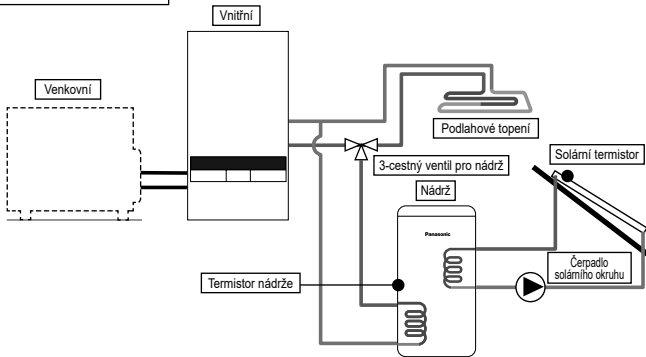 Vnitřní
Venkovní
Podlahové topení
Solární termistor
3-cestný ventil pro nádrž
Nádrž
Panasonic
Čerpadlo
solárního okruhu
Termistor nádrže